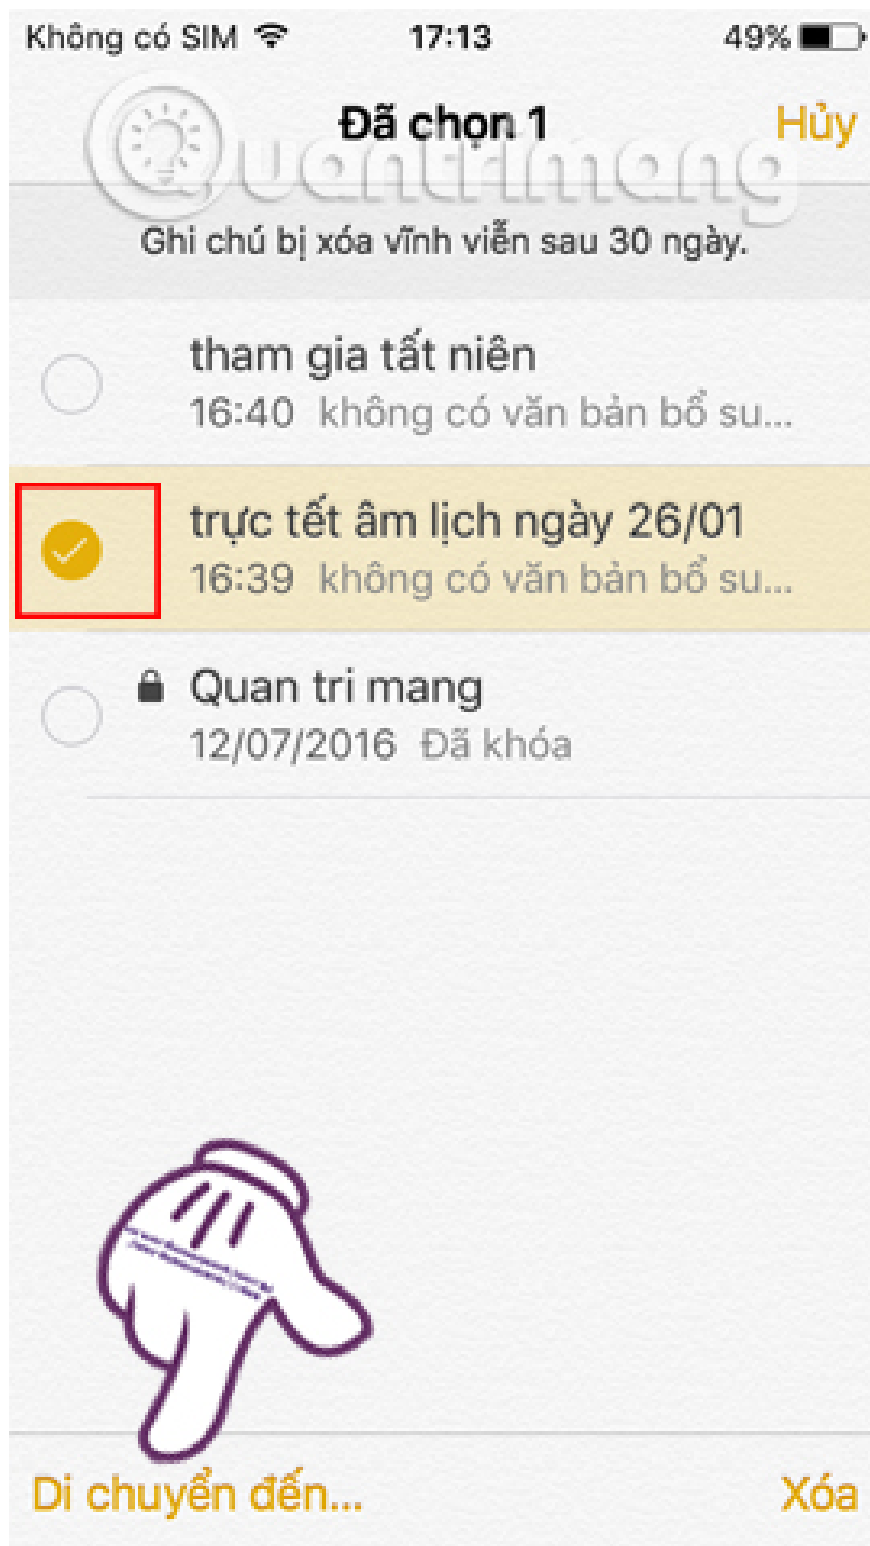 Không có SIM 17:13 49%
Đã chọn 1 Hủy
Quantrimang
Ghi chú bị xóa vĩnh viễn sau 30 ngày.
tham gia tất niên
16:40 không có văn bản bổ su...
trực tết âm lịch ngày 26/01
16:39 không có văn bản bổ su...
Quan tri mang
12/07/2016 Đã khóa
Di chuyển đến... Xóa